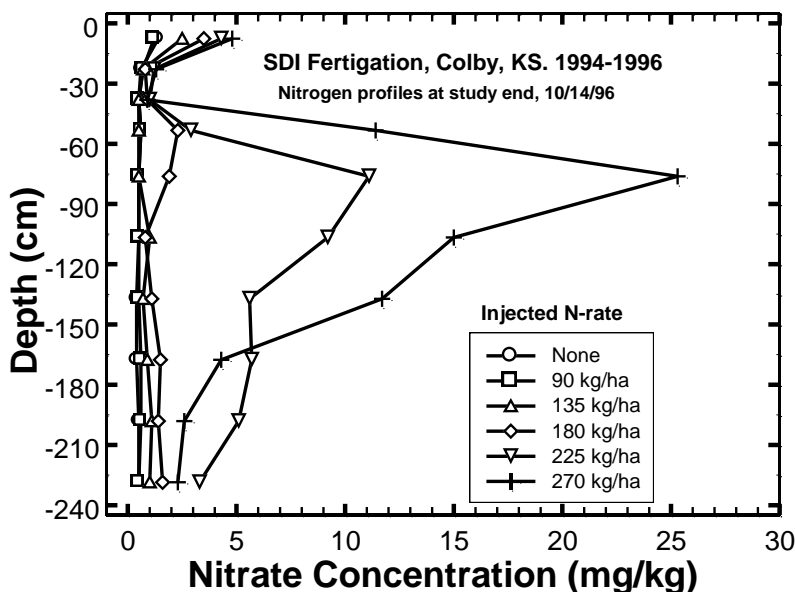 SDI Fertigation, Colby, KS. 1994-1996
Nitrogen profiles at study end, 10/14/96
Depth (cm)
0
-30
-60
-90
-120
-150
-180
-210
-240
Injected N-rate
None
90 kg/ha
135 kg/ha
180 kg/ha
225 kg/ha
270 kg/ha
0 5 10 15 20 25 30
Nitrate Concentration (mg/kg)